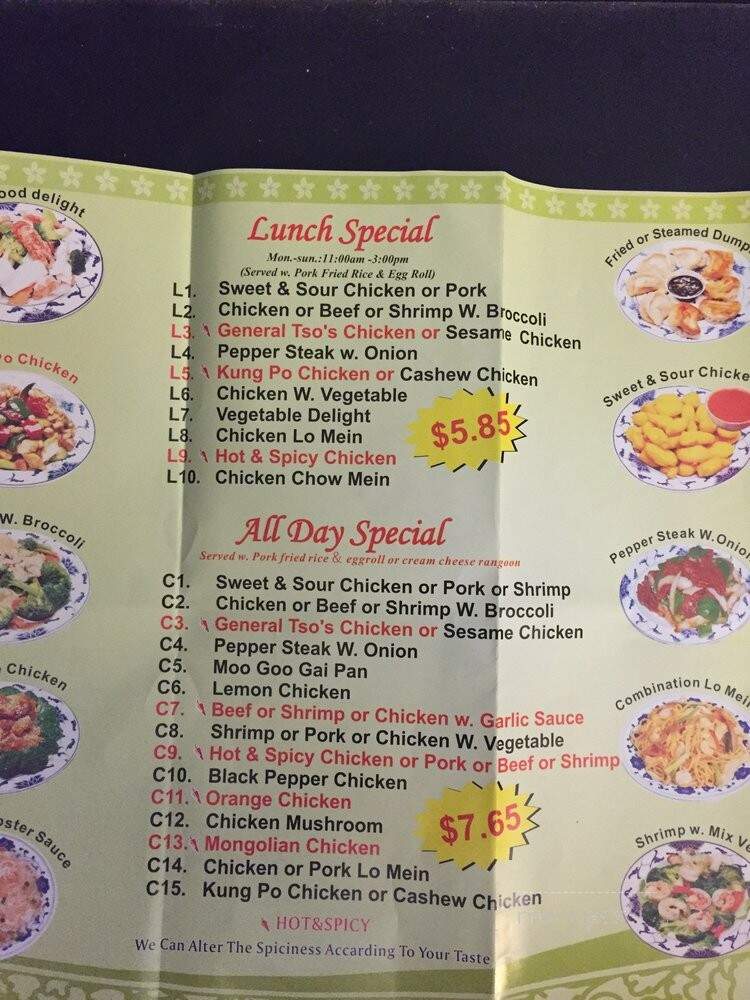 ood delight
Lunch Special
Mon.-sun.:11:00am -3:00pm
(Served w. Pork Fried Rice & Egg Roll)
L1. Sweet & Sour Chicken or Pork
L2. Chicken or Beef or Shrimp W. Broccoli
L3. General Tso's Chicken or Sesame Chicken
L4. Pepper Steak w. Onion
L5. Kung Po Chicken or Cashew Chicken
L6. Chicken W. Vegetable
L7. Vegetable Delight
L8. Chicken Lo Mein
L9. Hot & Spicy Chicken
L10. Chicken Chow Mein
$5.85
All Day Special
Served w. Pork fried rice & eggroll or cream cheese rangoon
C1. Sweet & Sour Chicken or Pork or Shrimp
C2. Chicken or Beef or Shrimp W. Broccoli
C3. General Tso's Chicken or Sesame Chicken
C4. Pepper Steak W. Onion
C5. Moo Goo Gai Pan
C6. Lemon Chicken
C7. Beef or Shrimp or Chicken w. Garlic Sauce
C8. Shrimp or Pork or Chicken W. Vegetable
C9. Hot & Spicy Chicken or Pork or Beef or Shrimp
C10. Black Pepper Chicken
C11. Orange Chicken
C12. Chicken Mushroom
C13. Mongolian Chicken
C14. Chicken or Pork Lo Mein
C15. Kung Po Chicken or Cashew Chicken
$7.65
HOT&SPICY
We Can Alter The Spiciness Accarding To Your Taste
o Chicken
W. Broccoli
Chicken
ster Sauce
Fried or Steamed Dump
Sweet & Sour Chicke
Pepper Steak W.Onion
Combination Lo Mein
Shrimp w. Mix Ve